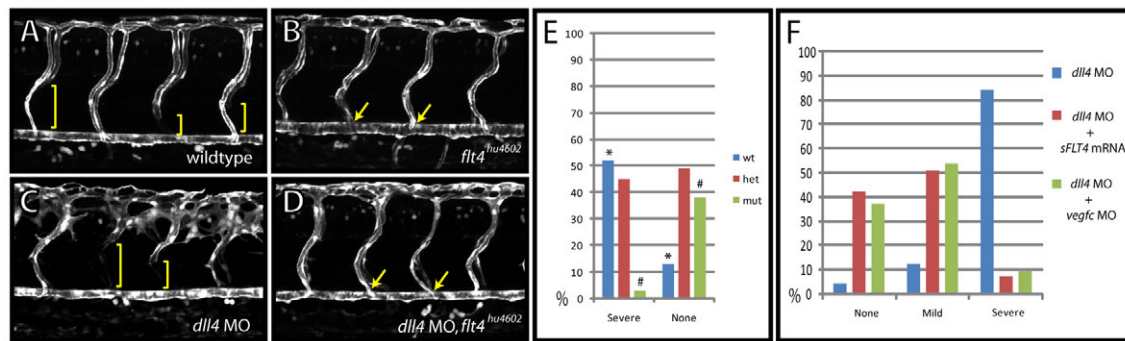 A
wildtype
B
flt4hu4602
C
dll4 MO
D
dll4 MO, flt4hu4602
E
100
90
80
70
60
50
40
30
20
10
0
%
*
#
*
#
Severe
None
wt
het
mut
F
100
90
80
70
60
50
40
30
20
10
0
%
None
Mild
Severe
dll4 MO
dll4 MO
+
sFLT4 mRNA
dll4 MO
+
vegfc MO